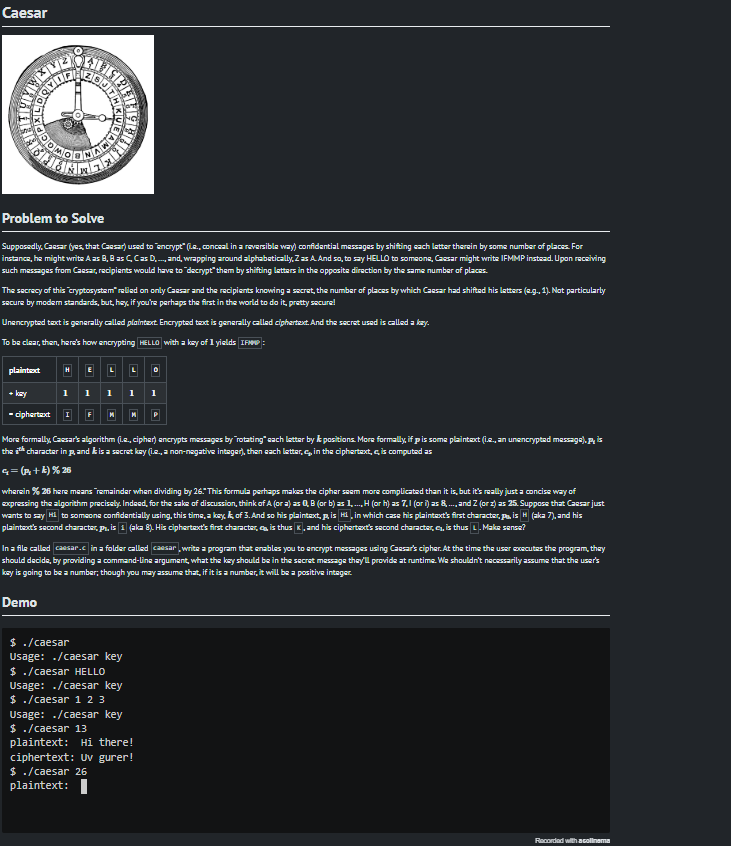 Caesar
Problem to Solve
Supposedly, Caesar (yes, that Caesar) used to "encrypt" (i.e., conceal in a reversible way) confidential messages by shifting each letter therein by some number of places. For
instance, he might write A as B, B as C, C as D, ..., and, wrapping around alphabetically, Z as A. And so, to say HELLO to someone, Caesar might write IFMMP instead. Upon receiving
such messages from Caesar, recipients would have to "decrypt" them by shifting letters in the opposite direction by the same number of places.
The secrecy of this "cryptosystem" relied on only Caesar and the recipients knowing a secret, the number of places by which Caesar had shifted his letters (e.g., 1). Not particularly
secure by modern standards, but, hey, if you're perhaps the first in the world to do it, pretty secure!
Unencrypted text is generally called plaintext. Encrypted text is generally called ciphertext. And the secret used is called a key.
To be clear, then, here's how encrypting HELLO with a key of 1 yields IFMMP:
plaintext H E L L O
+ key 1 1 1 1 1
= ciphertext I F M M P
More formally, Caesar's algorithm (i.e., cipher) encrypts messages by "rotating" each letter by k positions. More formally, if p is some plaintext (i.e., an unencrypted message), pᵢ is
the iᵗʰ character in p, and k is a secret key (i.e., a non-negative integer), then each letter, cᵢ, in the ciphertext, c, is computed as
cᵢ = (pᵢ + k) % 26
wherein % 26 here means "remainder when dividing by 26." This formula perhaps makes the cipher seem more complicated than it is, but it's really just a concise way of
expressing the algorithm precisely. Indeed, for the sake of discussion, think of A (or a) as 0, B (or b) as 1, ..., H (or h) as 7, I (or i) as 8, ..., and Z (or z) as 25. Suppose that Caesar just
wants to say Hi to someone confidentially using, this time, a key, k, of 3. And so his plaintext, p, is Hi, in which case his plaintext's first character, p₀, is H (aka 7), and his
plaintext's second character, p₁, is i (aka 8). His ciphertext's first character, c₀, is thus K, and his ciphertext's second character, c₁, is thus L. Make sense?
In a file called caesar.c in a folder called caesar, write a program that enables you to encrypt messages using Caesar's cipher. At the time the user executes the program, they
should decide, by providing a command-line argument, what the key should be in the secret message they'll provide at runtime. We shouldn't necessarily assume that the user's
key is going to be a number; though you may assume that, if it is a number, it will be a positive integer.
Demo
$ ./caesar
Usage: ./caesar key
$ ./caesar HELLO
Usage: ./caesar key
$ ./caesar 1 2 3
Usage: ./caesar key
$ ./caesar 13
plaintext:  Hi there!
ciphertext: Uv gurer!
$ ./caesar 26
plaintext:
Recorded with asciinema